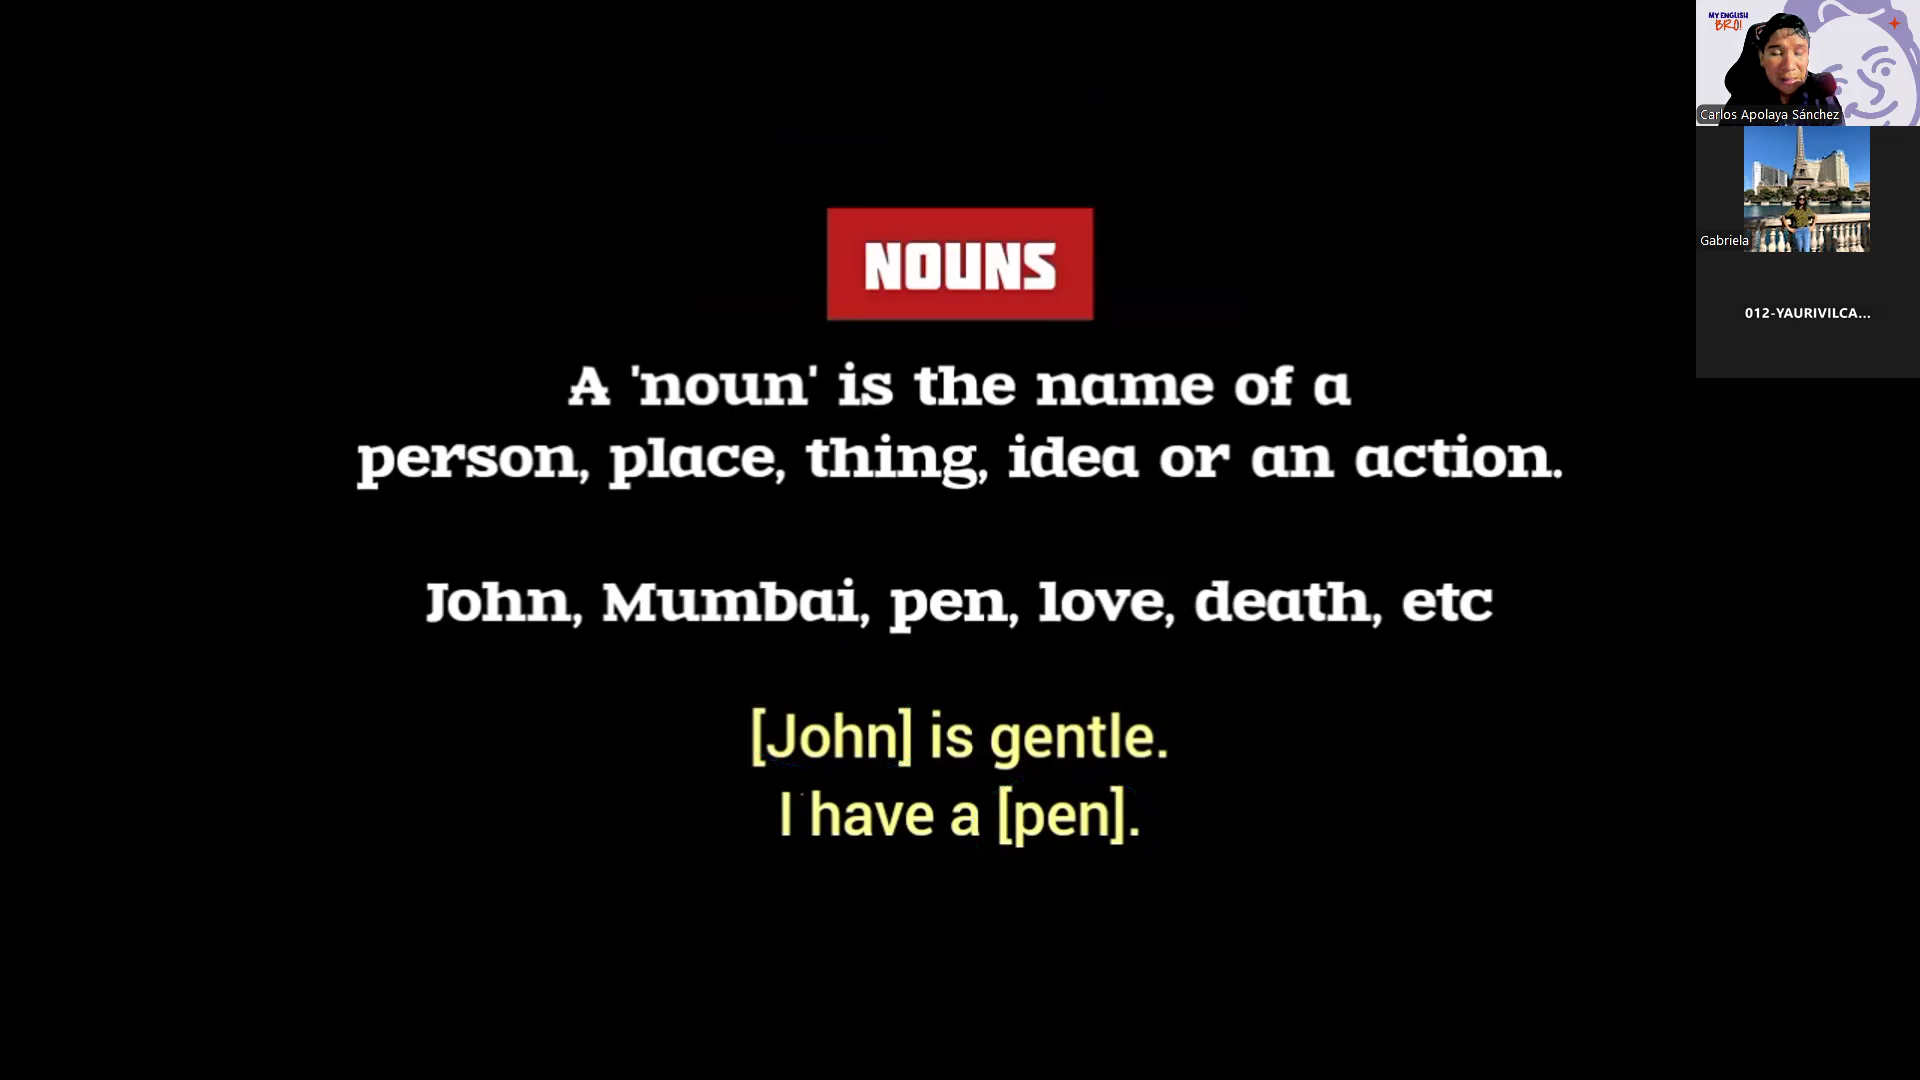 NOUNS
A 'noun' is the name of a
person, place, thing, idea or an action.
John, Mumbai, pen, love, death, etc
[John] is gentle.
I have a [pen].
MY ENGLISH
BRO!
Carlos Apolaya Sánchez
Gabriela
012-YAURIVILCA...